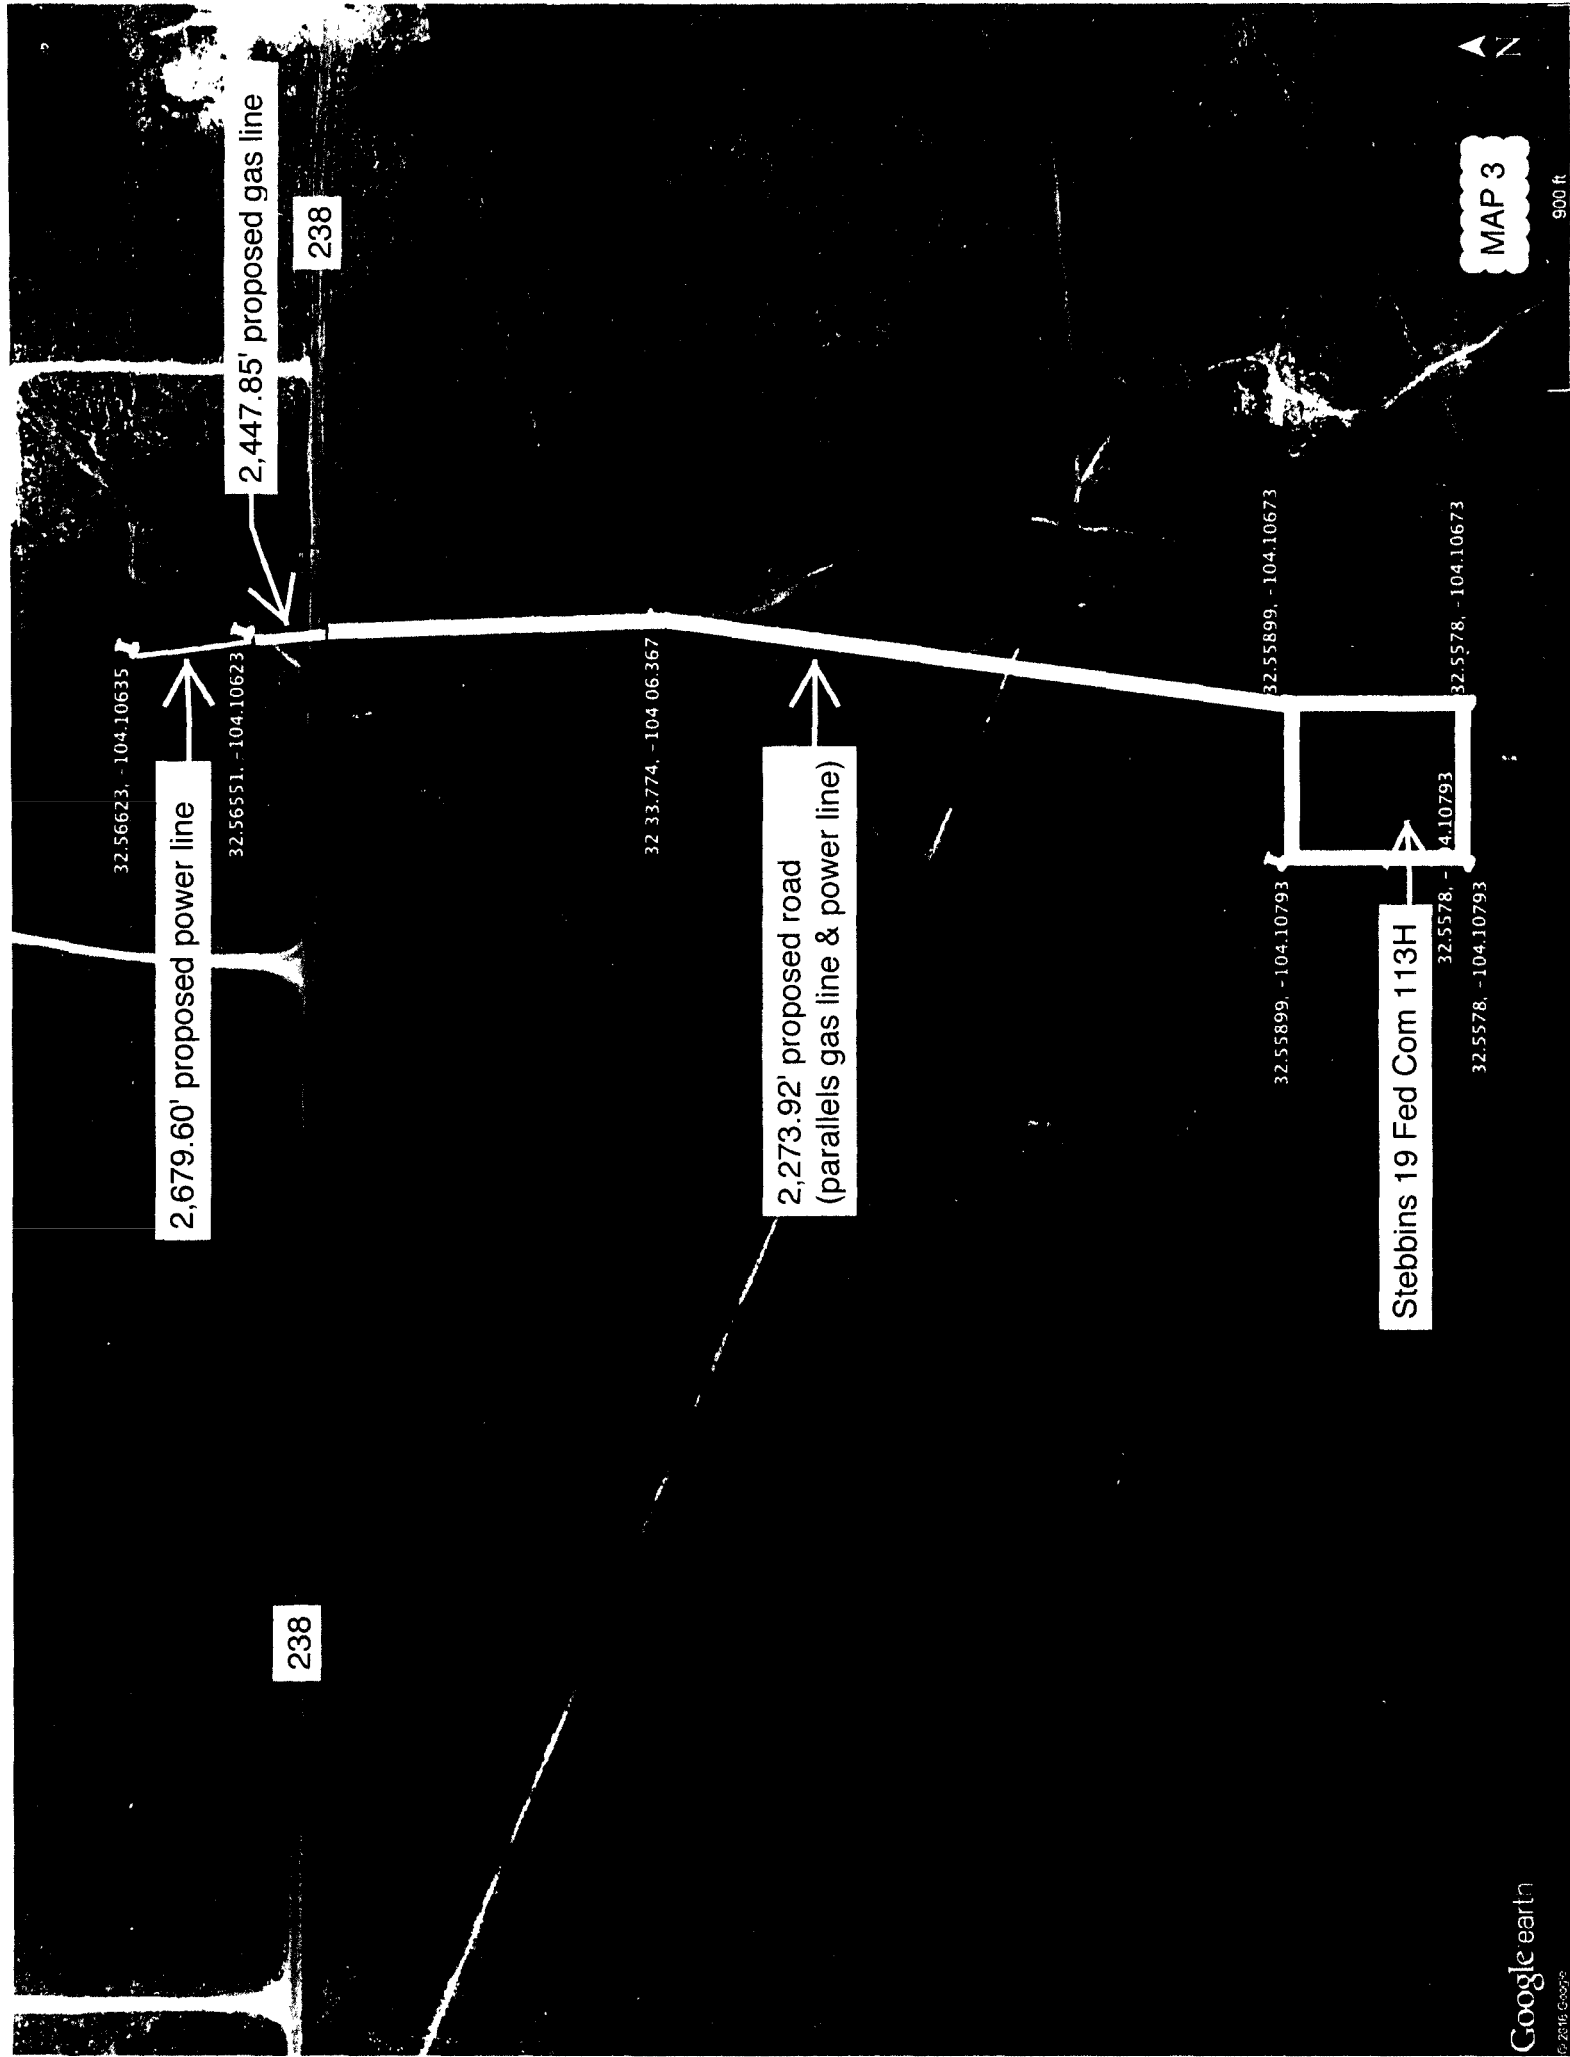 32.56623, -104.10635
2,679.60' proposed power line
32.56551, -104.10623
2,447.85' proposed gas line
238
238
32 33.774, -104 06.367
2,273.92' proposed road
(parallels gas line & power line)
32.55899, -104.10793
32.55899, -104.10673
Stebbins 19 Fed Com 113H
32.5578, - 4.10793
32.5578, -104.10673
32.5578, -104.10793
MAP 3
N
Google earth
© 2016 Google
900 ft